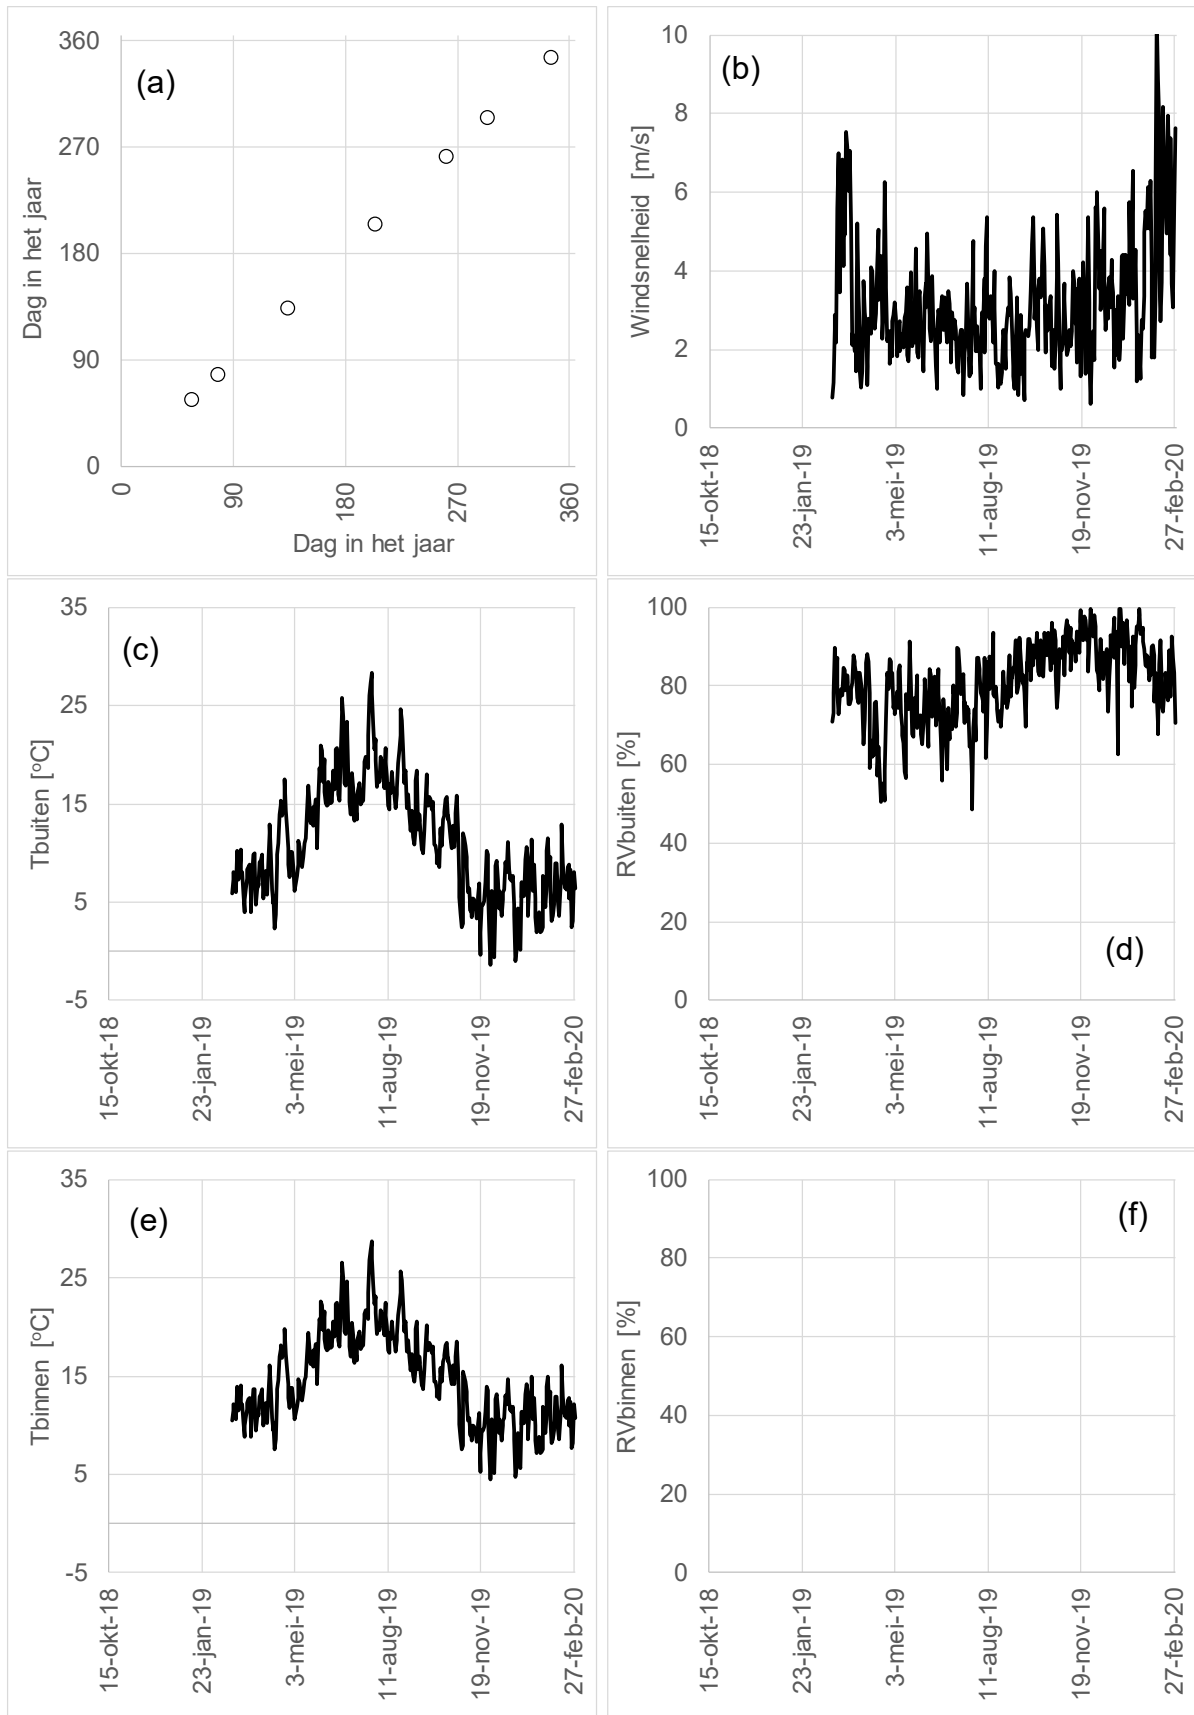 (a)
Dag in het jaar
360
270
180
90
0
0
90
180
270
360
Dag in het jaar
(b)
Windsnelheid [m/s]
10
8
6
4
2
0
15-okt-18
23-jan-19
3-mei-19
11-aug-19
19-nov-19
27-feb-20
(c)
Tbuiten [°C]
35
25
15
5
-5
15-okt-18
23-jan-19
3-mei-19
11-aug-19
19-nov-19
27-feb-20
(d)
RVbuiten [%]
100
80
60
40
20
0
15-okt-18
23-jan-19
3-mei-19
11-aug-19
19-nov-19
27-feb-20
(e)
Tbinnen [°C]
35
25
15
5
-5
15-okt-18
23-jan-19
3-mei-19
11-aug-19
19-nov-19
27-feb-20
(f)
RVbinnen [%]
100
80
60
40
20
0
15-okt-18
23-jan-19
3-mei-19
11-aug-19
19-nov-19
27-feb-20